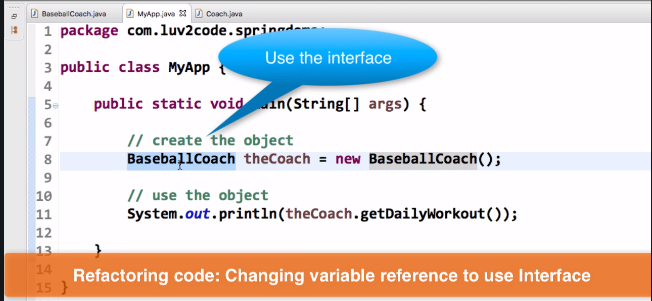 BaseballCoach.java MyApp.java Coach.java
1 package com.luv2code.springdemo;
2
Use the interface
3 public class MyApp {
4
5 public static void main(String[] args) {
6
7 // create the object
8 BaseballCoach theCoach = new BaseballCoach();
9
10 // use the object
11 System.out.println(theCoach.getDailyWorkout());
12
13 }
14
Refactoring code: Changing variable reference to use Interface
15 }